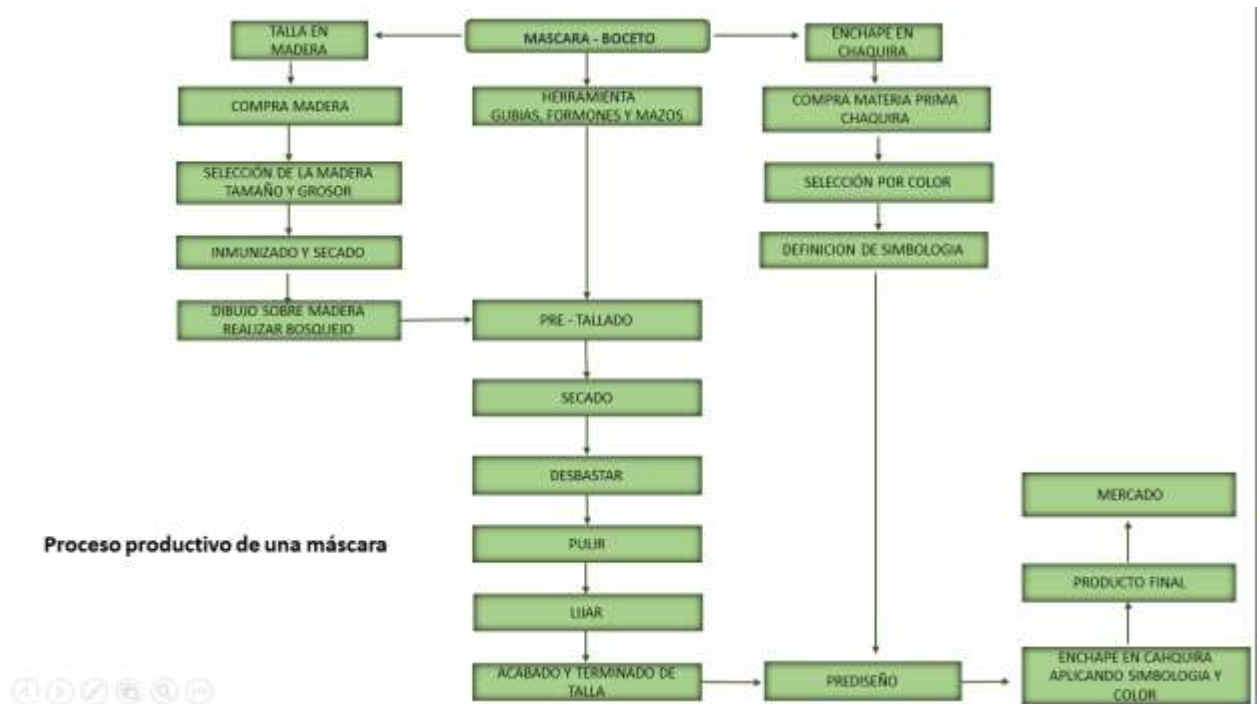 TALLA EN
MADERA
MASCARA - BOCETO
ENCHAPE EN
CHAQUIRA
COMPRA MADERA
HERRAMIENTA
GUBIAS, FORMONES Y MAZOS
COMPRA MATERIA PRIMA
CHAQUIRA
SELECCIÓN DE LA MADERA
TAMAÑO Y GROSOR
SELECCIÓN POR COLOR
INMUNIZADO Y SECADO
DEFINICION DE SIMBOLOGIA
DIBUJO SOBRE MADERA
REALIZAR BOSQUEJO
PRE - TALLADO
SECADO
DESBASTAR
MERCADO
Proceso productivo de una máscara
PULIR
PRODUCTO FINAL
LIJAR
ACABADO Y TERMINADO DE
TALLA
PREDISEÑO
ENCHAPE EN CAHQUIRA
APLICANDO SIMBOLOGIA Y
COLOR